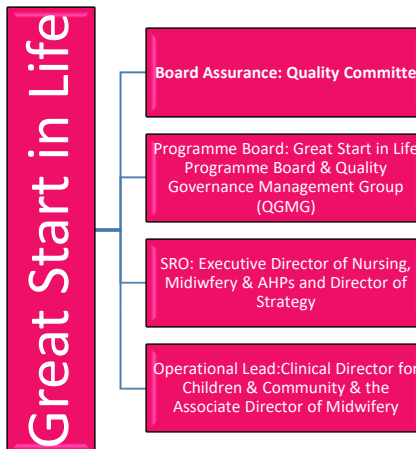 Great Start in Life
Board Assurance: Quality Committee
Programme Board: Great Start in Life
Programme Board & Quality
Governance Management Group
(QGMG)
SRO: Executive Director of Nursing,
Midiwfery & AHPs and Director of
Strategy
Operational Lead:Clinical Director for
Children & Community & the
Associate Director of Midwifery